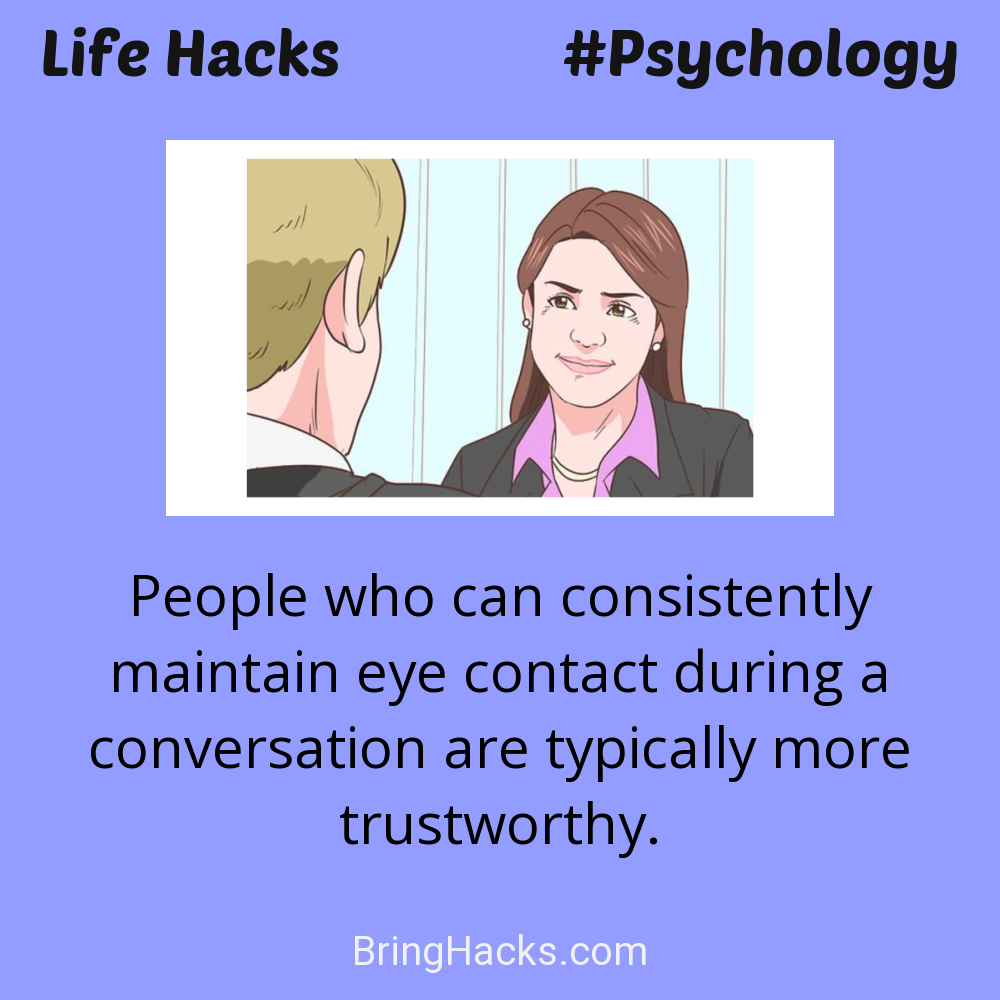 Life Hacks
#Psychology
People who can consistently
maintain eye contact during a
conversation are typically more
trustworthy.
BringHacks.com